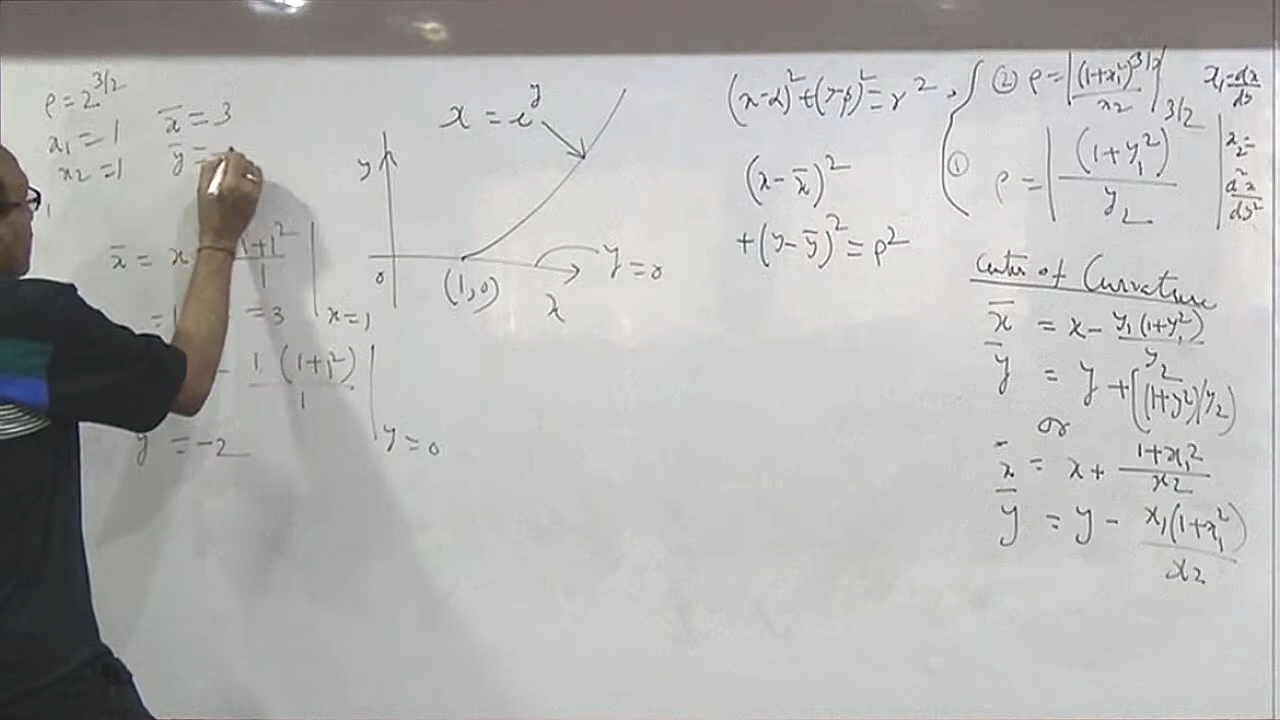 ρ = 2^{3/2}
x₁ = 1
x₂ = 1
x̄ = 3
ȳ = -
x̄ = x 1+1² / 1 |
= 1 = 3 x=1
- 1 (1+1²) / 1 |
y = 0
ȳ = -2
x = e^y
y
0
(1,0)
x
y = 0
(x-α)² + (y-β)² = r²,
(x - x̄)²
+ (y - ȳ)² = ρ²
② ρ = |(1+x₁²)^{3/2} / x₂|
x₁ = dx/dy
① ρ = |(1+y₁²)^{3/2} / y₂|
x₂ = d²x/dy²
Center of Curvature
x̄ = x - y₁(1+y₁²) / y₂
ȳ = y + [(1+y₁²)/y₂]
or
x̄ = x + 1+x₁² / x₂
ȳ = y - x₁(1+x₁²) / x₂